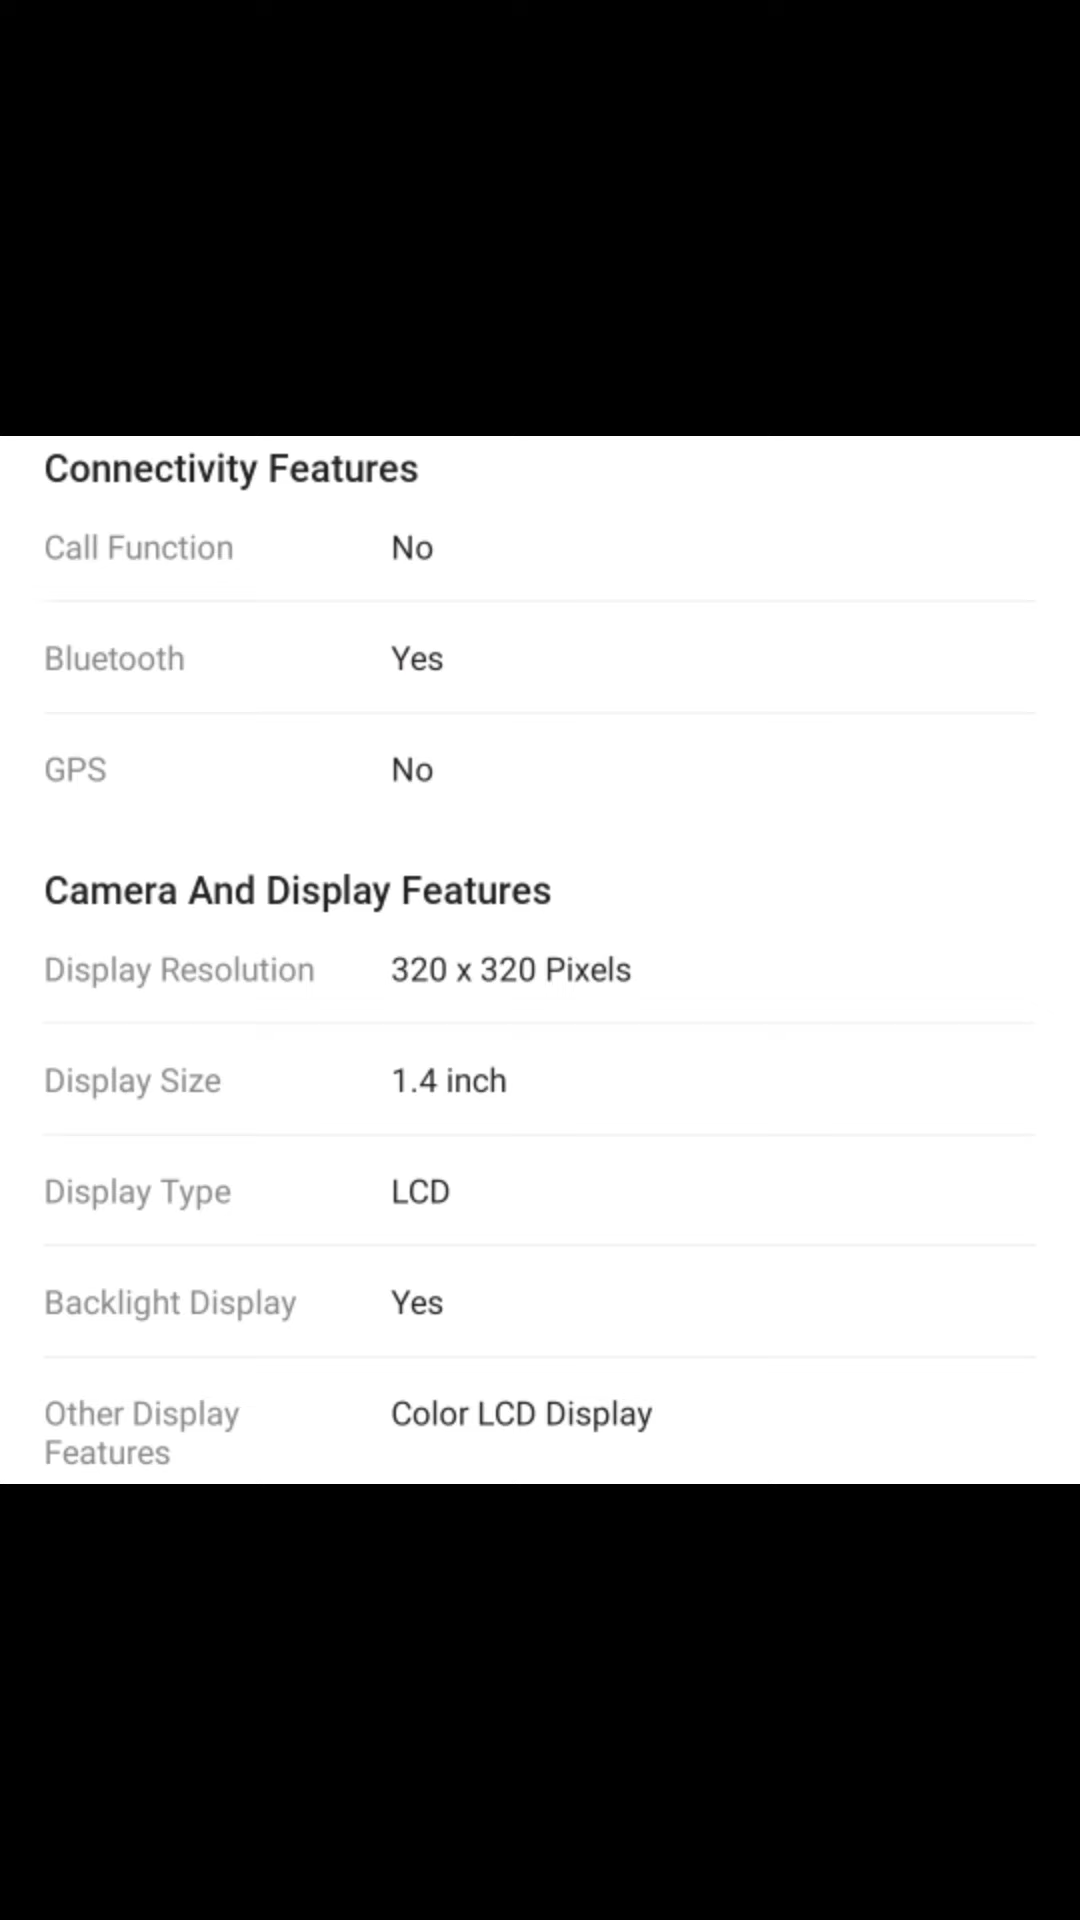 Connectivity Features
Call Function No
Bluetooth Yes
GPS No
Camera And Display Features
Display Resolution 320 x 320 Pixels
Display Size 1.4 inch
Display Type LCD
Backlight Display Yes
Other Display Color LCD Display
Features